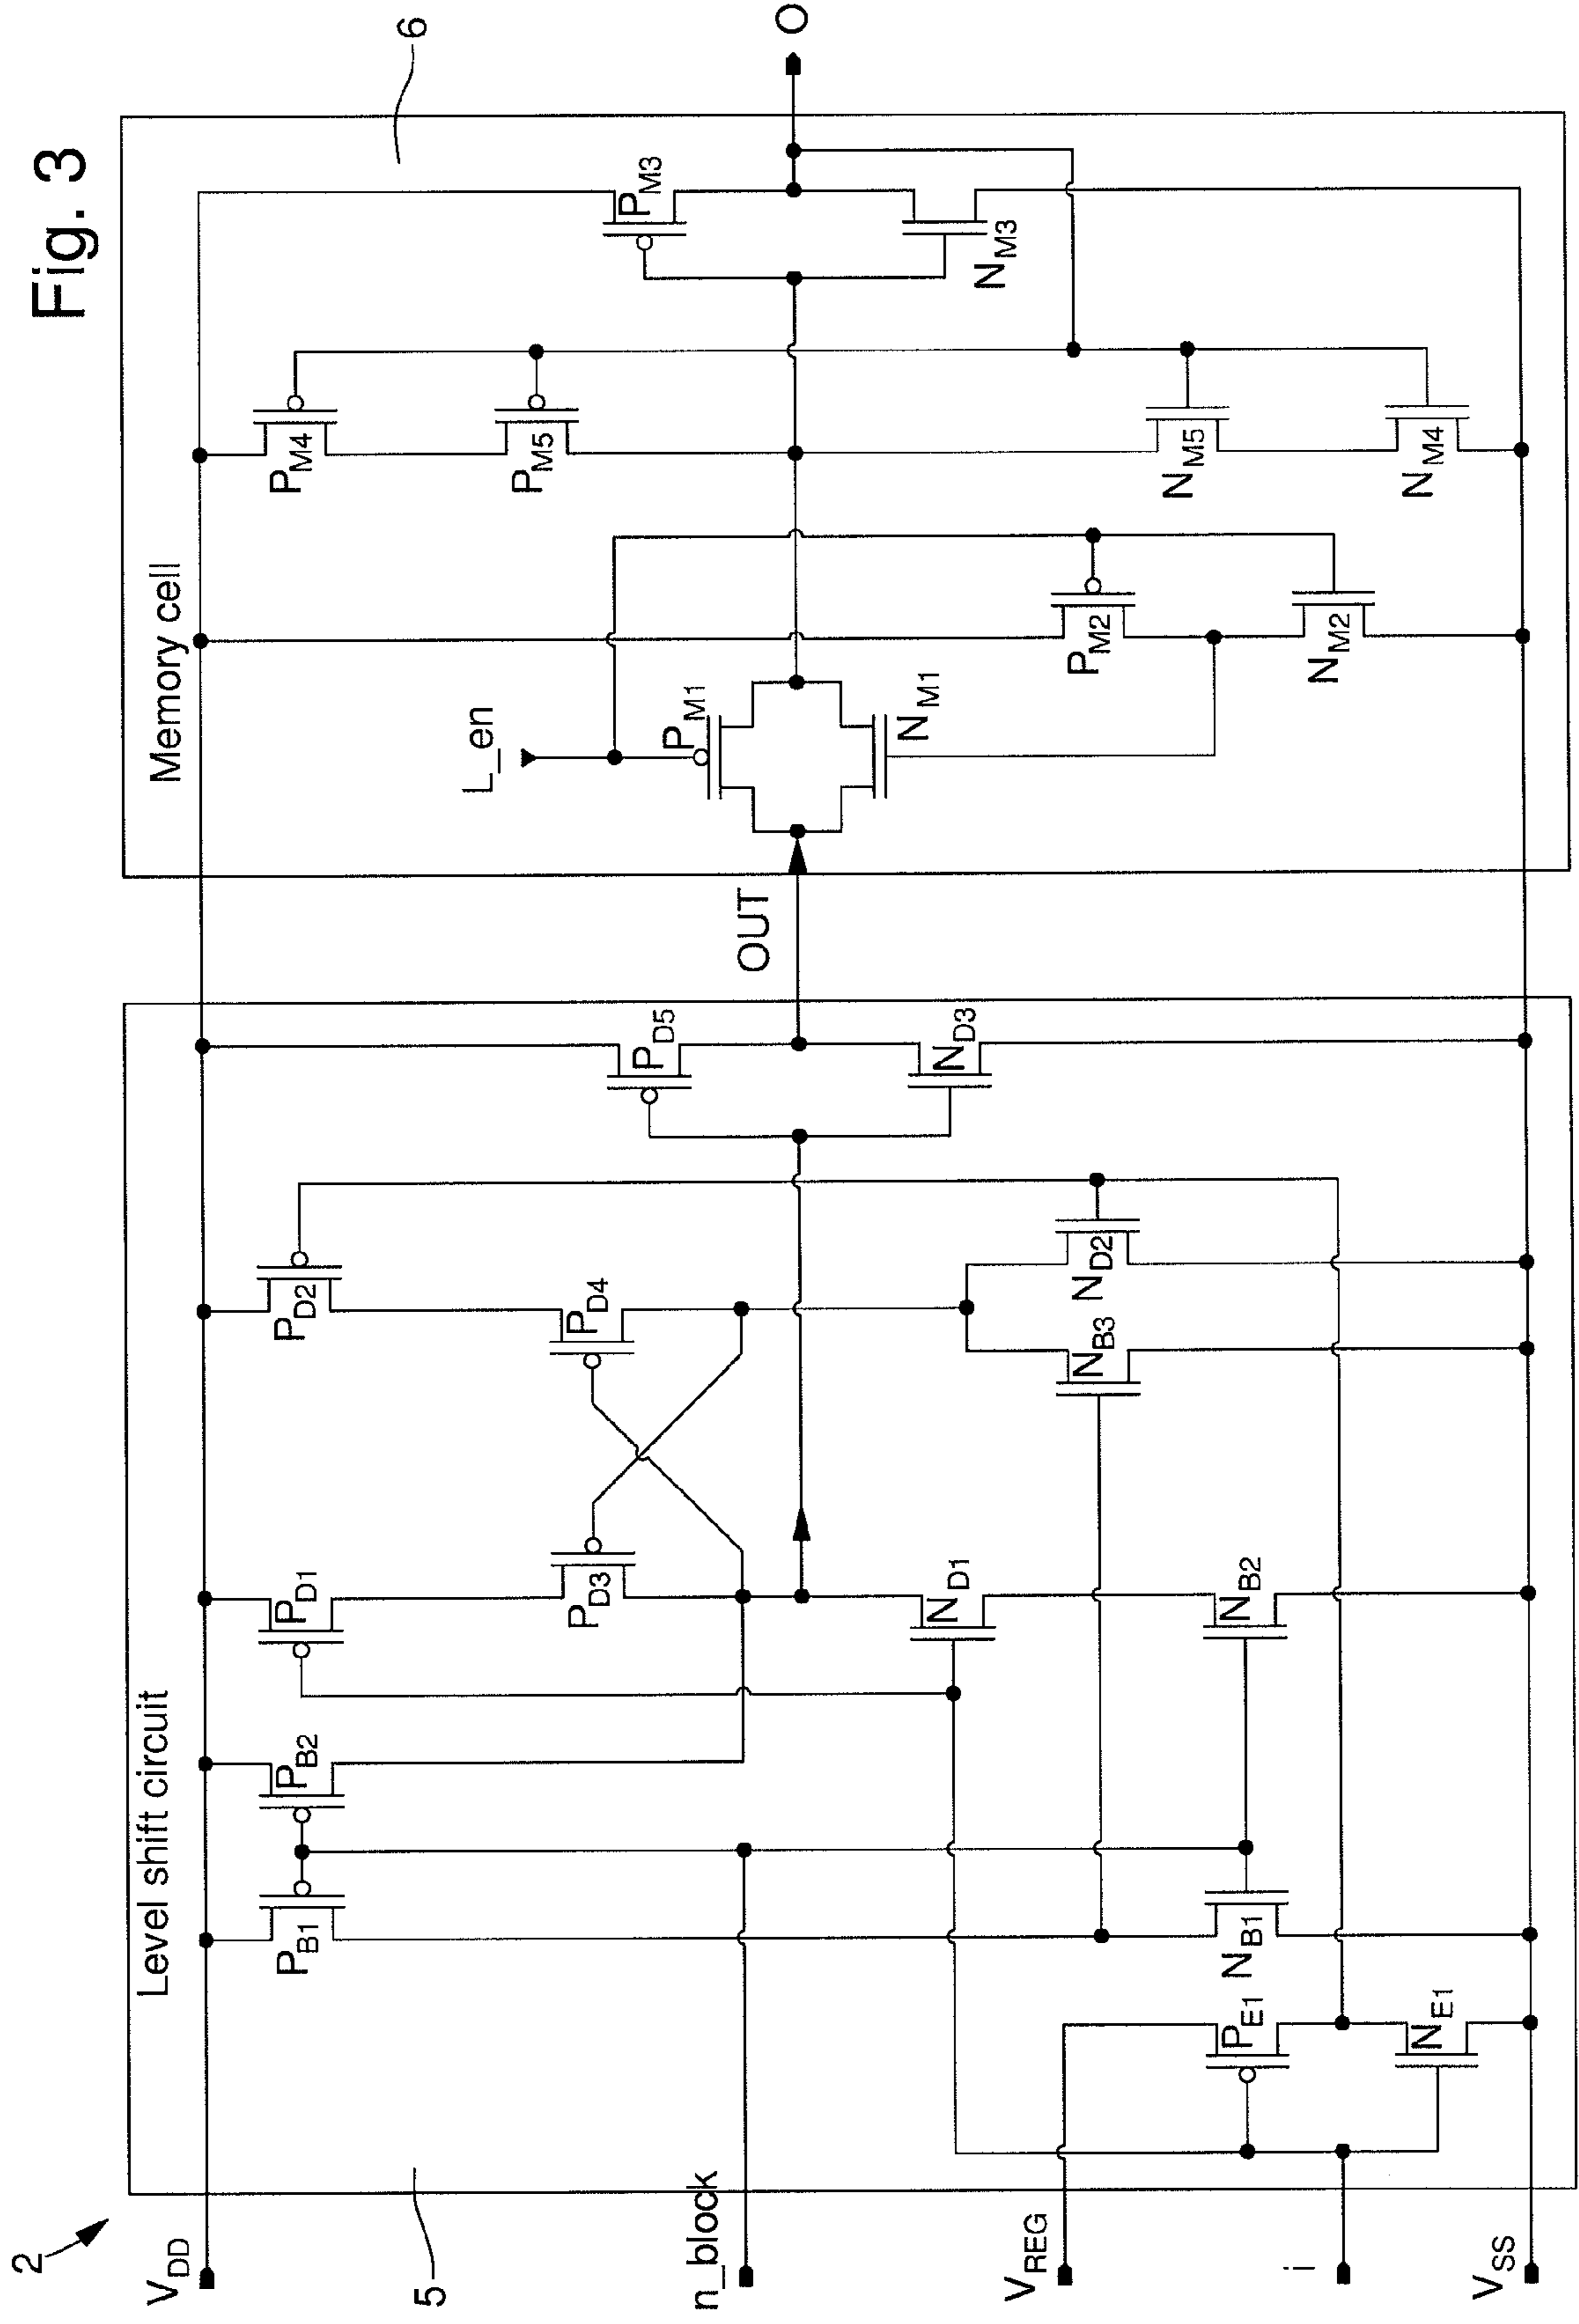 Fig. 3
2
5
6
Level shift circuit
Memory cell
VDD
n_block
VREG
i
VSS
PB1
PB2
PD1
PD2
PD3
PD4
PD5
PE1
NE1
NB1
NB2
NB3
ND1
ND2
ND3
OUT
L_en
PM1
NM1
PM2
NM2
PM4
PM5
NM5
NM4
PM3
NM3
O